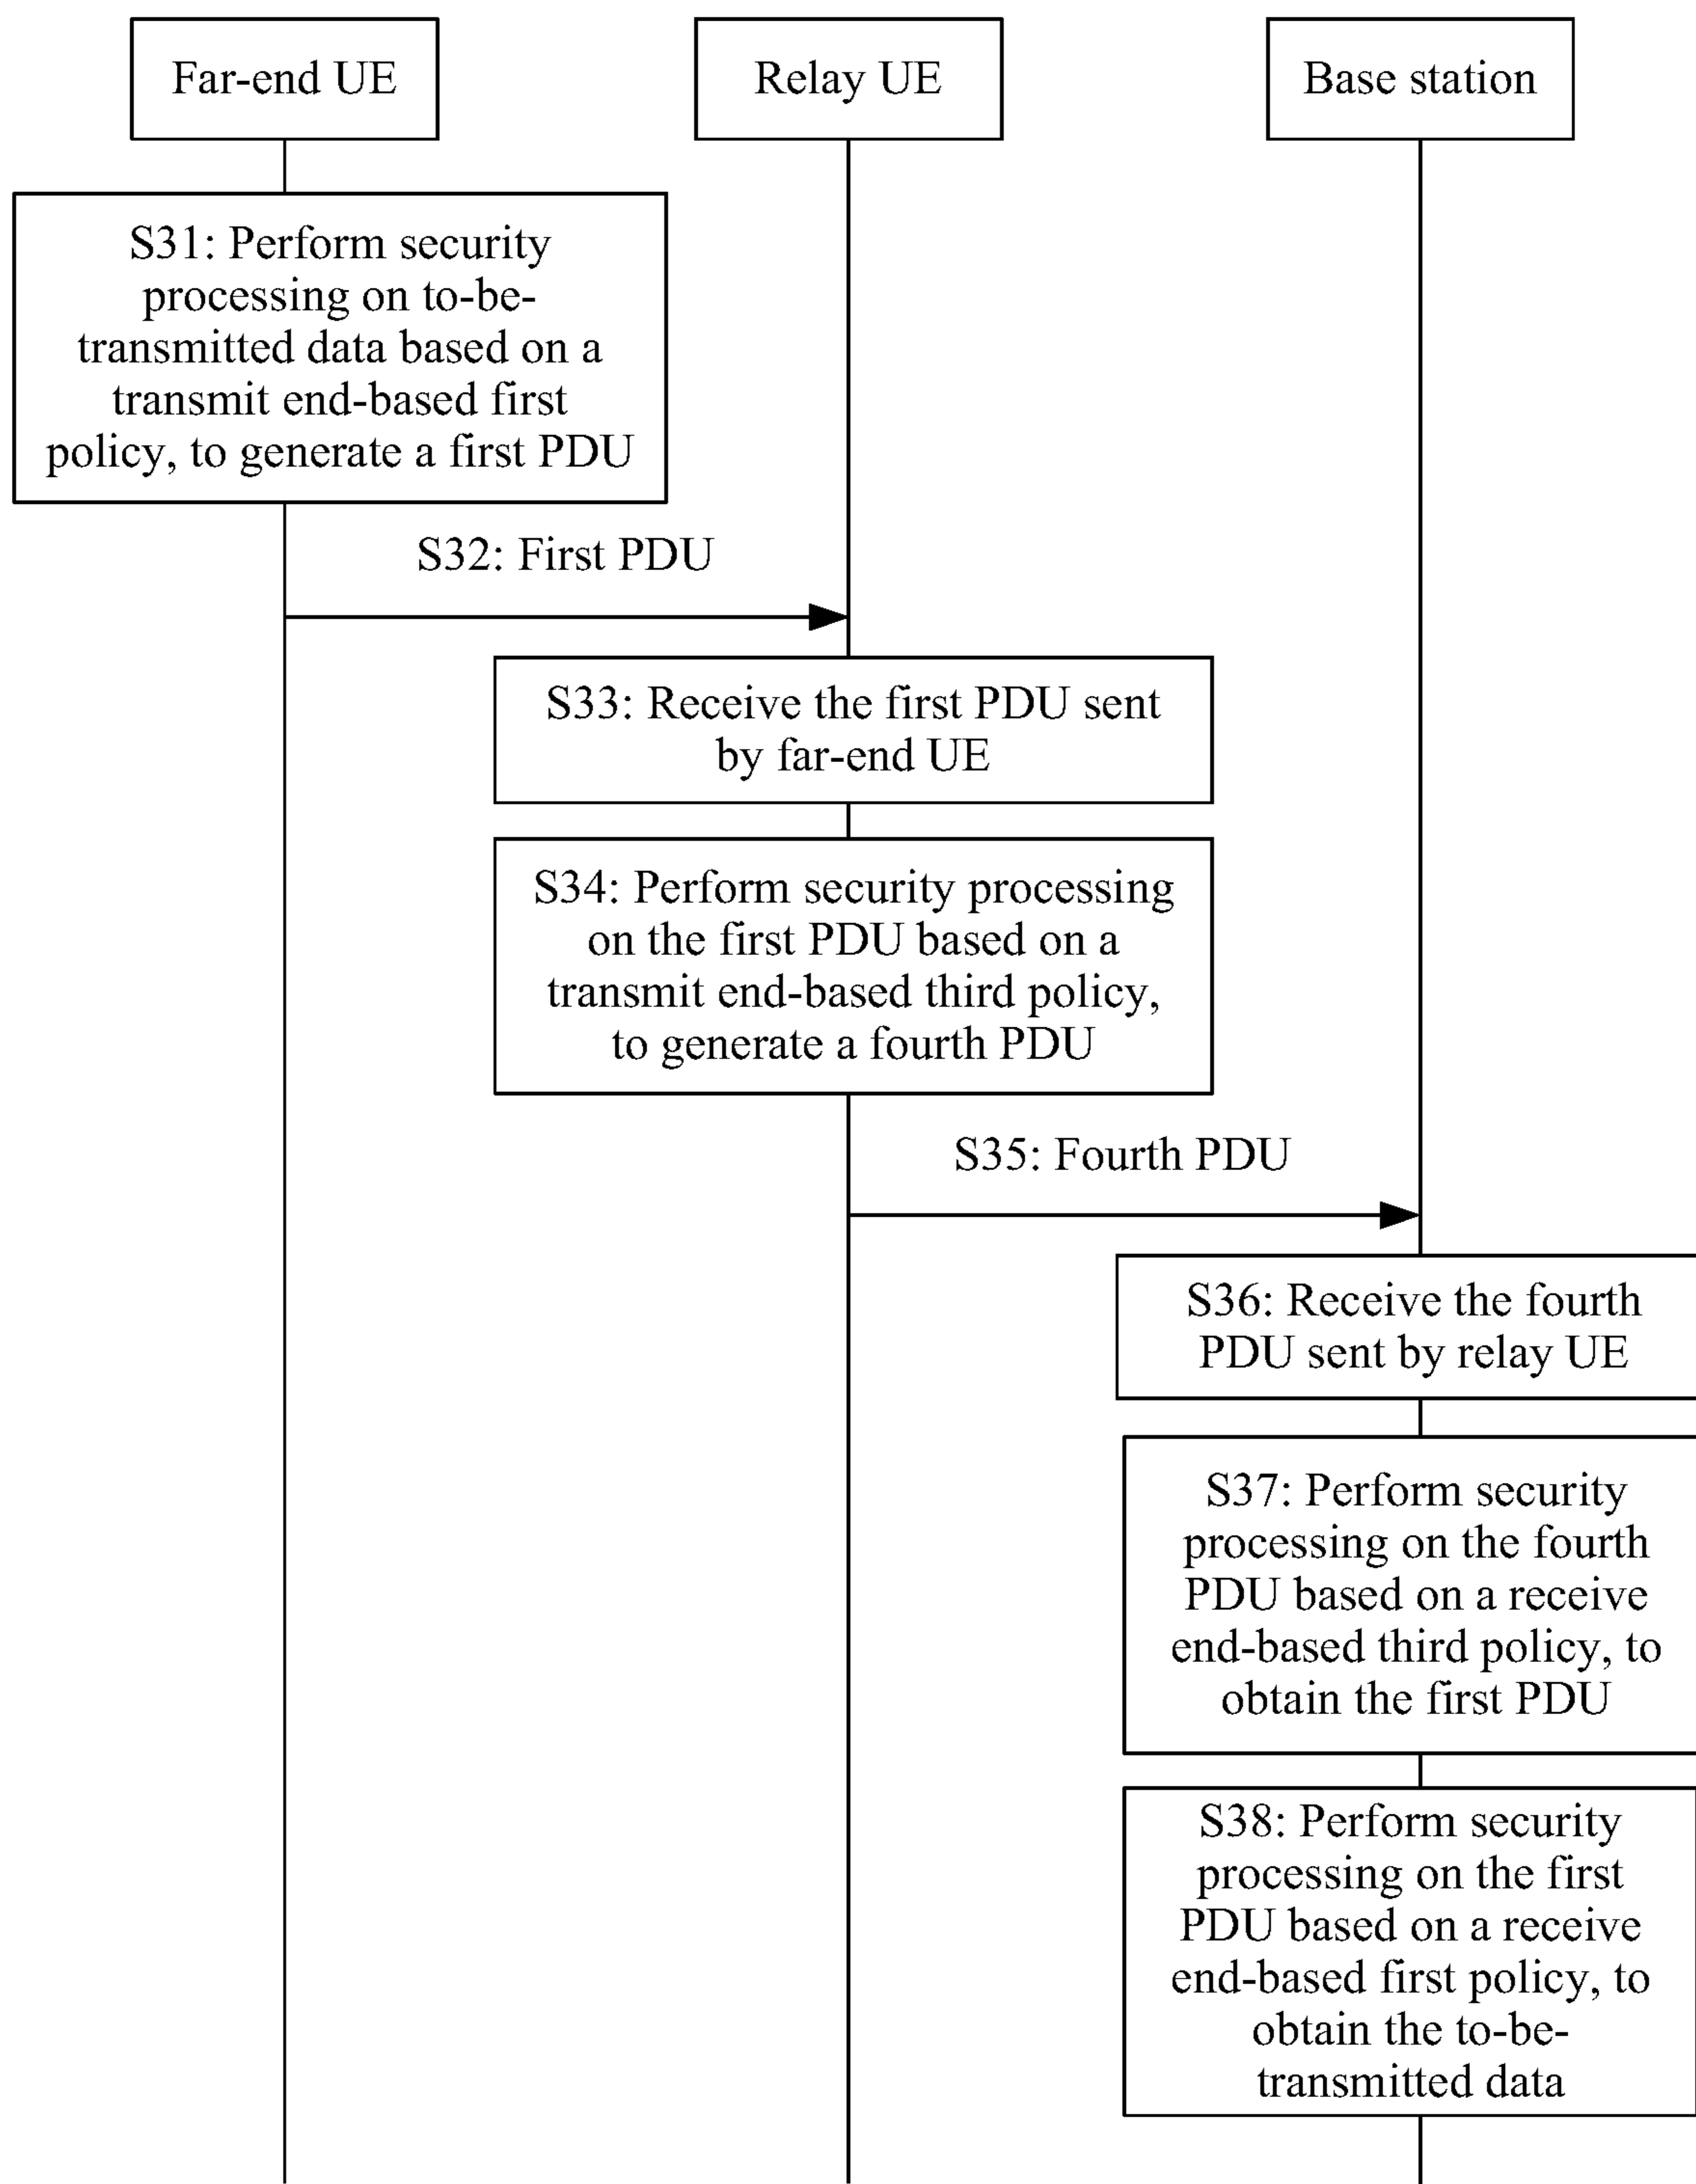 Far-end UE
Relay UE
Base station
S31: Perform security
processing on to-be-
transmitted data based on a
transmit end-based first
policy, to generate a first PDU
S32: First PDU
S33: Receive the first PDU sent
by far-end UE
S34: Perform security processing
on the first PDU based on a
transmit end-based third policy,
to generate a fourth PDU
S35: Fourth PDU
S36: Receive the fourth
PDU sent by relay UE
S37: Perform security
processing on the fourth
PDU based on a receive
end-based third policy, to
obtain the first PDU
S38: Perform security
processing on the first
PDU based on a receive
end-based first policy, to
obtain the to-be-
transmitted data